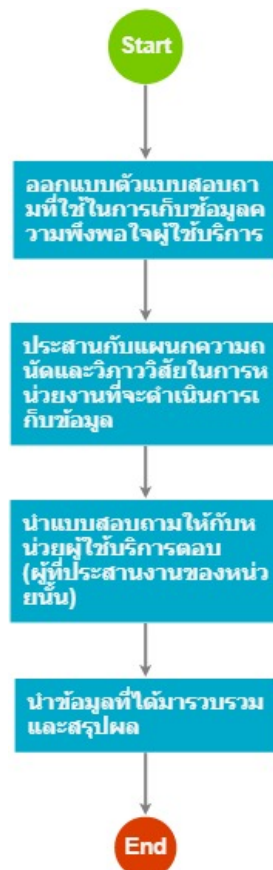 Start
ออกแบบตัวแบบสอบถา
มที่ใช้ในการเก็บข้อมูลค
วามพึงพอใจผู้ใช้บริการ
ประสานกับแผนกความถ
นัดและวิภาววิสัยในการห
น่วยงานที่จะดำเนินการเ
ก็บข้อมูล
นำแบบสอบถามให้กับห
น่วยผู้ใช้บริการตอบ
(ผู้ที่ประสานงานของหน่ว
ยนั้น)
นำข้อมูลที่ได้มารวบรวม
และสรุปผล
End